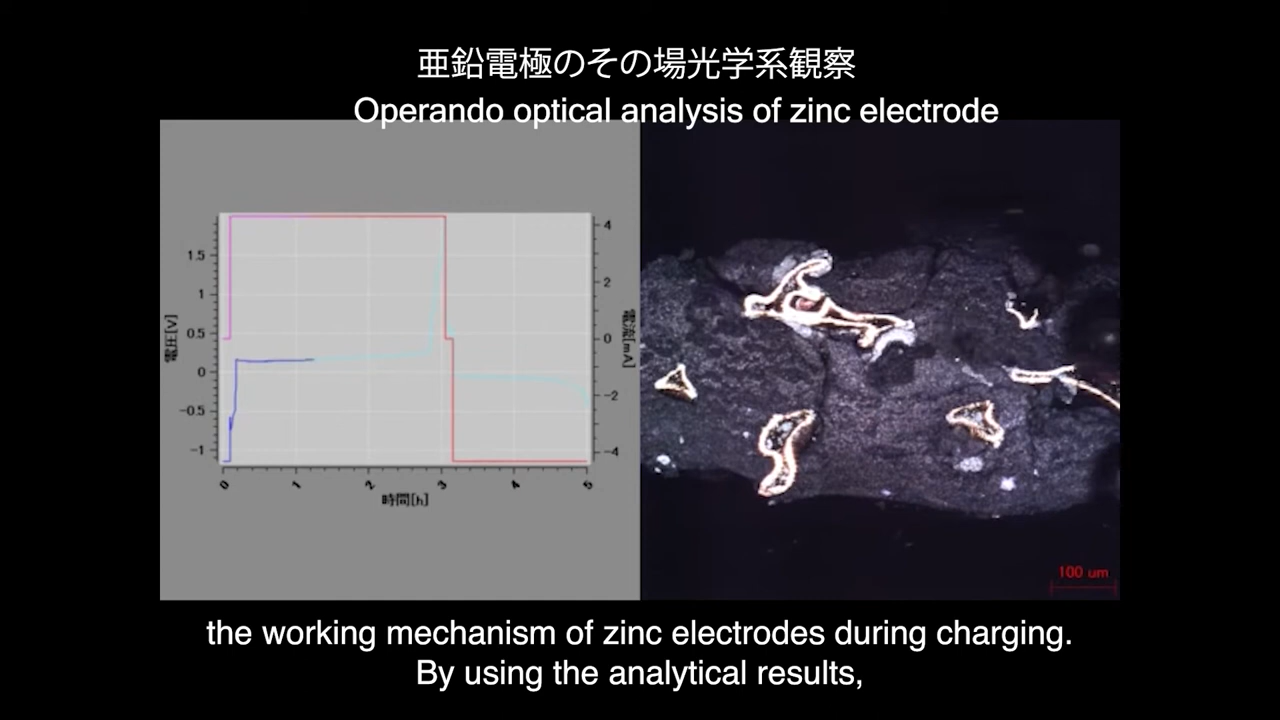 亜鉛電極のその場光学系観察
Operando optical analysis of zinc electrode
電圧[V]
1.5
1
0.5
0
-0.5
-1
4
2
0
-2
-4
電流[mA]
0 1 2 3 4 5
時間[h]
100 um
the working mechanism of zinc electrodes during charging.
By using the analytical results,